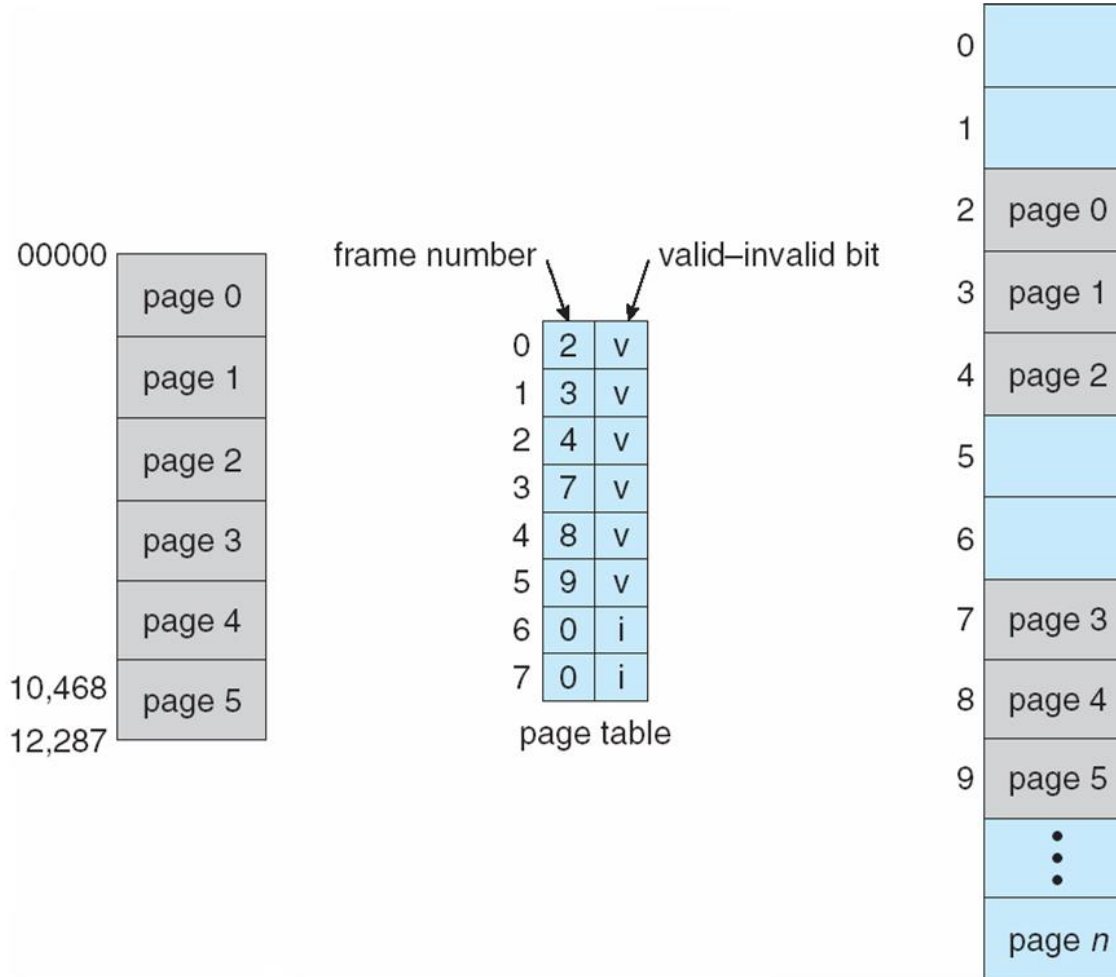 00000
page 0
page 1
page 2
page 3
page 4
10,468
page 5
12,287
frame number
valid–invalid bit
0 2 v
1 3 v
2 4 v
3 7 v
4 8 v
5 9 v
6 0 i
7 0 i
page table
0
1
2 page 0
3 page 1
4 page 2
5
6
7 page 3
8 page 4
9 page 5
page n